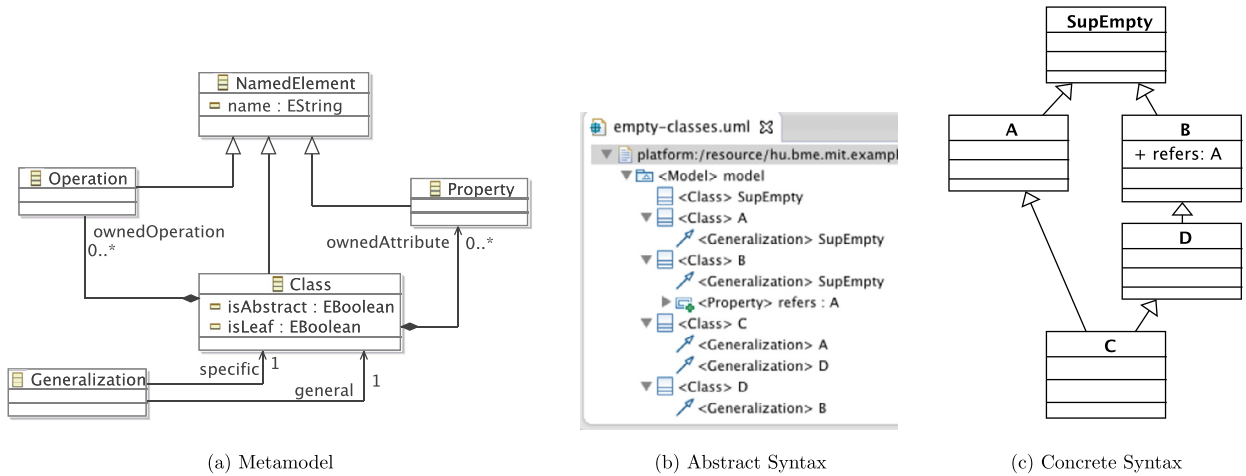 NamedElement
name : EString
Operation
Property
ownedOperation
0..*
ownedAttribute
0..*
Class
isAbstract : EBoolean
isLeaf : EBoolean
specific
1
Generalization
general
1
(a) Metamodel
empty-classes.uml
platform:/resource/hu.bme.mit.exampl
<Model> model
<Class> SupEmpty
<Class> A
<Generalization> SupEmpty
<Class> B
<Generalization> SupEmpty
<Property> refers : A
<Class> C
<Generalization> A
<Generalization> D
<Class> D
<Generalization> B
(b) Abstract Syntax
SupEmpty
A
B
+ refers: A
D
C
(c) Concrete Syntax